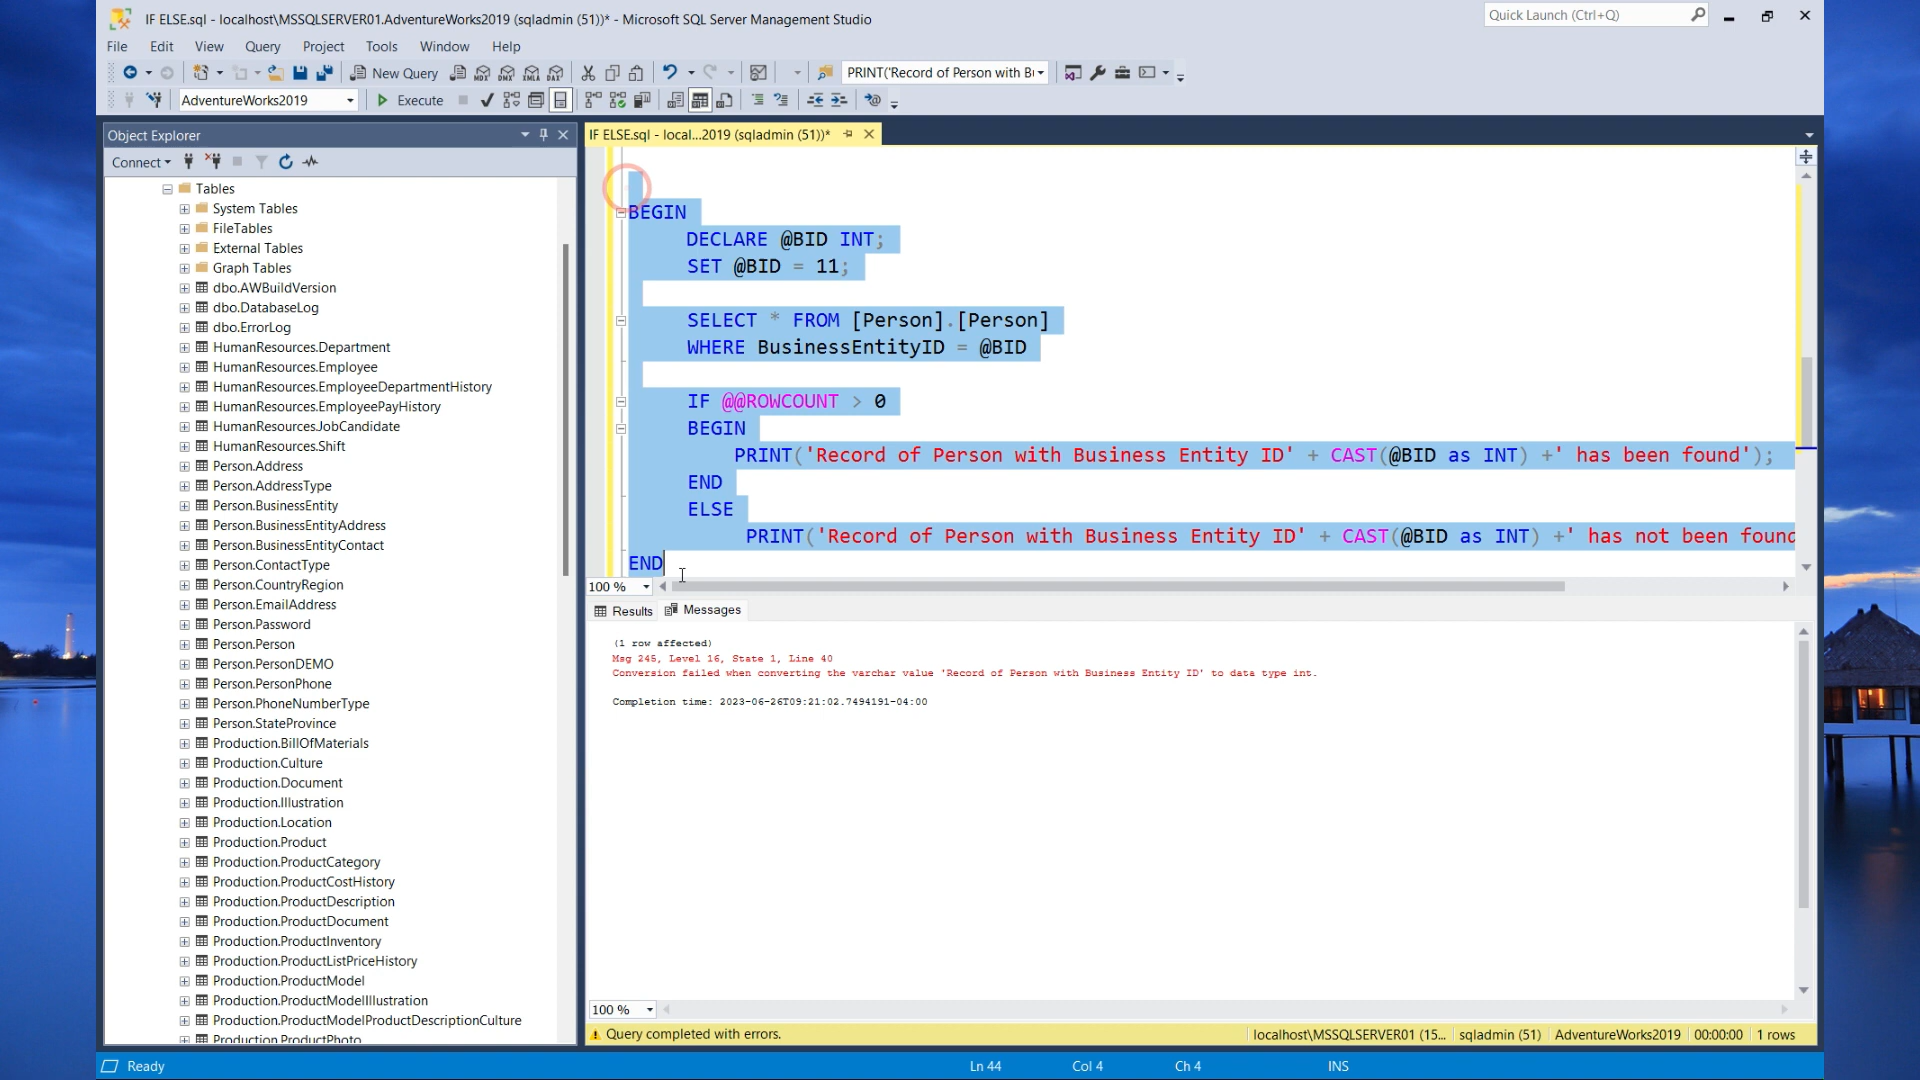 IF ELSE.sql - localhost\MSSQLSERVER01.AdventureWorks2019 (sqladmin (51))* - Microsoft SQL Server Management Studio
Quick Launch (Ctrl+Q)
File Edit View Query Project Tools Window Help
New Query
MDX DMX XMLA DAX
PRINT('Record of Person with B
AdventureWorks2019
Execute
Object Explorer
IF ELSE.sql - local...2019 (sqladmin (51))*
Connect
Tables
System Tables
FileTables
External Tables
Graph Tables
dbo.AWBuildVersion
dbo.DatabaseLog
dbo.ErrorLog
HumanResources.Department
HumanResources.Employee
HumanResources.EmployeeDepartmentHistory
HumanResources.EmployeePayHistory
HumanResources.JobCandidate
HumanResources.Shift
Person.Address
Person.AddressType
Person.BusinessEntity
Person.BusinessEntityAddress
Person.BusinessEntityContact
Person.ContactType
Person.CountryRegion
Person.EmailAddress
Person.Password
Person.Person
Person.PersonDEMO
Person.PersonPhone
Person.PhoneNumberType
Person.StateProvince
Production.BillOfMaterials
Production.Culture
Production.Document
Production.Illustration
Production.Location
Production.Product
Production.ProductCategory
Production.ProductCostHistory
Production.ProductDescription
Production.ProductDocument
Production.ProductInventory
Production.ProductListPriceHistory
Production.ProductModel
Production.ProductModelIllustration
Production.ProductModelProductDescriptionCulture
Production.ProductPhoto
BEGIN
DECLARE @BID INT;
SET @BID = 11;
SELECT * FROM [Person].[Person]
WHERE BusinessEntityID = @BID
IF @@ROWCOUNT > 0
BEGIN
PRINT('Record of Person with Business Entity ID' + CAST(@BID as INT) +' has been found');
END
ELSE
PRINT('Record of Person with Business Entity ID' + CAST(@BID as INT) +' has not been found
END
100 %
Results Messages
(1 row affected)
Msg 245, Level 16, State 1, Line 40
Conversion failed when converting the varchar value 'Record of Person with Business Entity ID' to data type int.
Completion time: 2023-06-26T09:21:02.7494191-04:00
100 %
Query completed with errors.
localhost\MSSQLSERVER01 (15... sqladmin (51) AdventureWorks2019 00:00:00 1 rows
Ready Ln 44 Col 4 Ch 4 INS